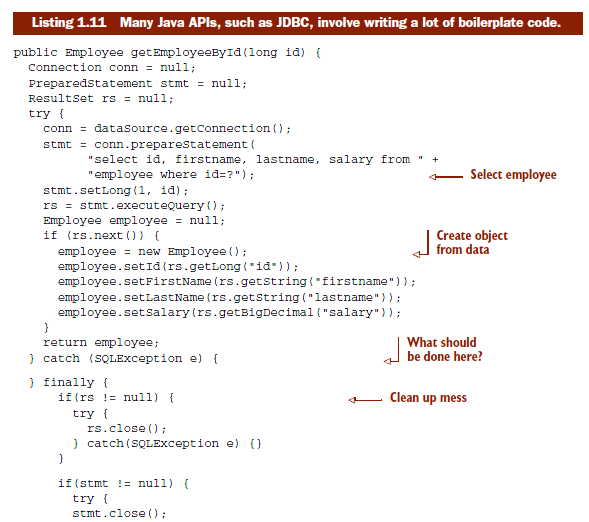 Listing 1.11 Many Java APIs, such as JDBC, involve writing a lot of boilerplate code.
public Employee getEmployeeById(long id) {
  Connection conn = null;
  PreparedStatement stmt = null;
  ResultSet rs = null;
  try {
    conn = dataSource.getConnection();
    stmt = conn.prepareStatement(
          "select id, firstname, lastname, salary from " +
          "employee where id=?");
Select employee
    stmt.setLong(1, id);
    rs = stmt.executeQuery();
    Employee employee = null;
    if (rs.next()) {
Create object
from data
      employee = new Employee();
      employee.setId(rs.getLong("id"));
      employee.setFirstName(rs.getString("firstname"));
      employee.setLastName(rs.getString("lastname"));
      employee.setSalary(rs.getBigDecimal("salary"));
    }
    return employee;
What should
be done here?
  } catch (SQLException e) {
  } finally {
      if(rs != null) {
Clean up mess
        try {
          rs.close();
        } catch(SQLException e) {}
      }
      if(stmt != null) {
        try {
        stmt.close();